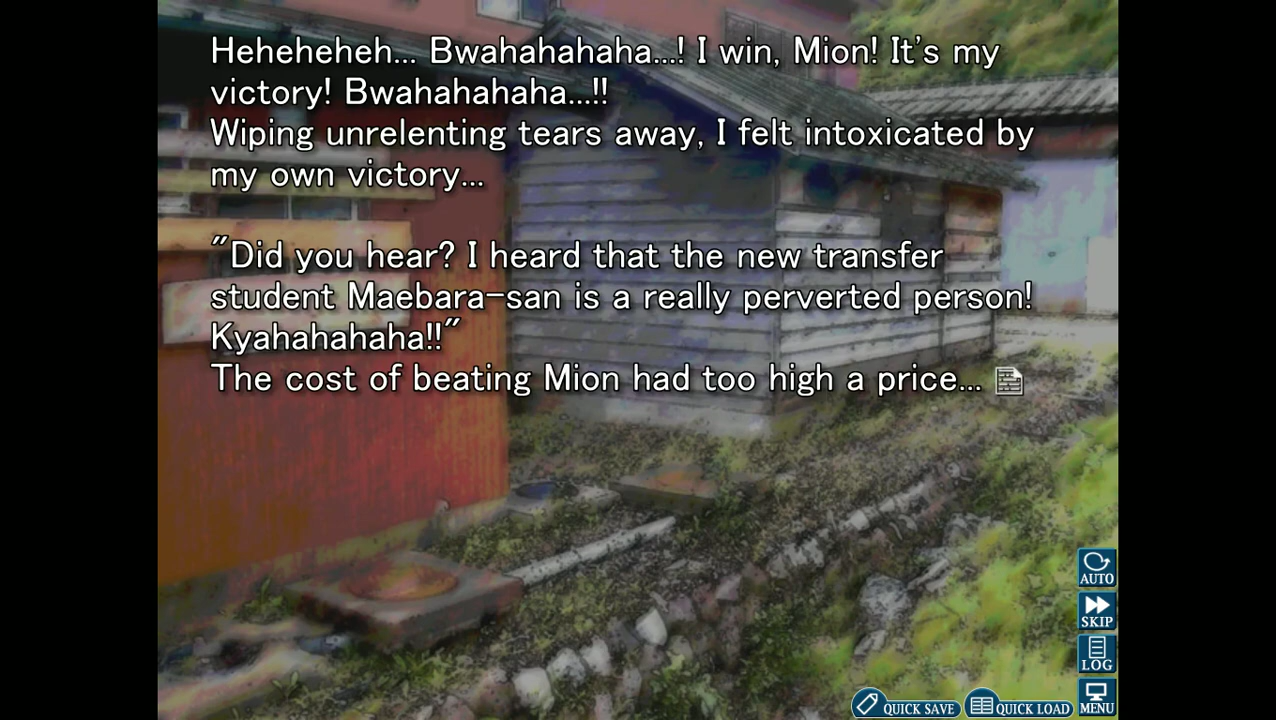 Heheheheh... Bwahahahaha...! I win, Mion! It's my
victory! Bwahahahaha...!!
Wiping unrelenting tears away, I felt intoxicated by
my own victory...
"Did you hear? I heard that the new transfer
student Maebara-san is a really perverted person!
Kyahahahaha!!"
The cost of beating Mion had too high a price...
AUTO
SKIP
LOG
MENU
QUICK SAVE
QUICK LOAD